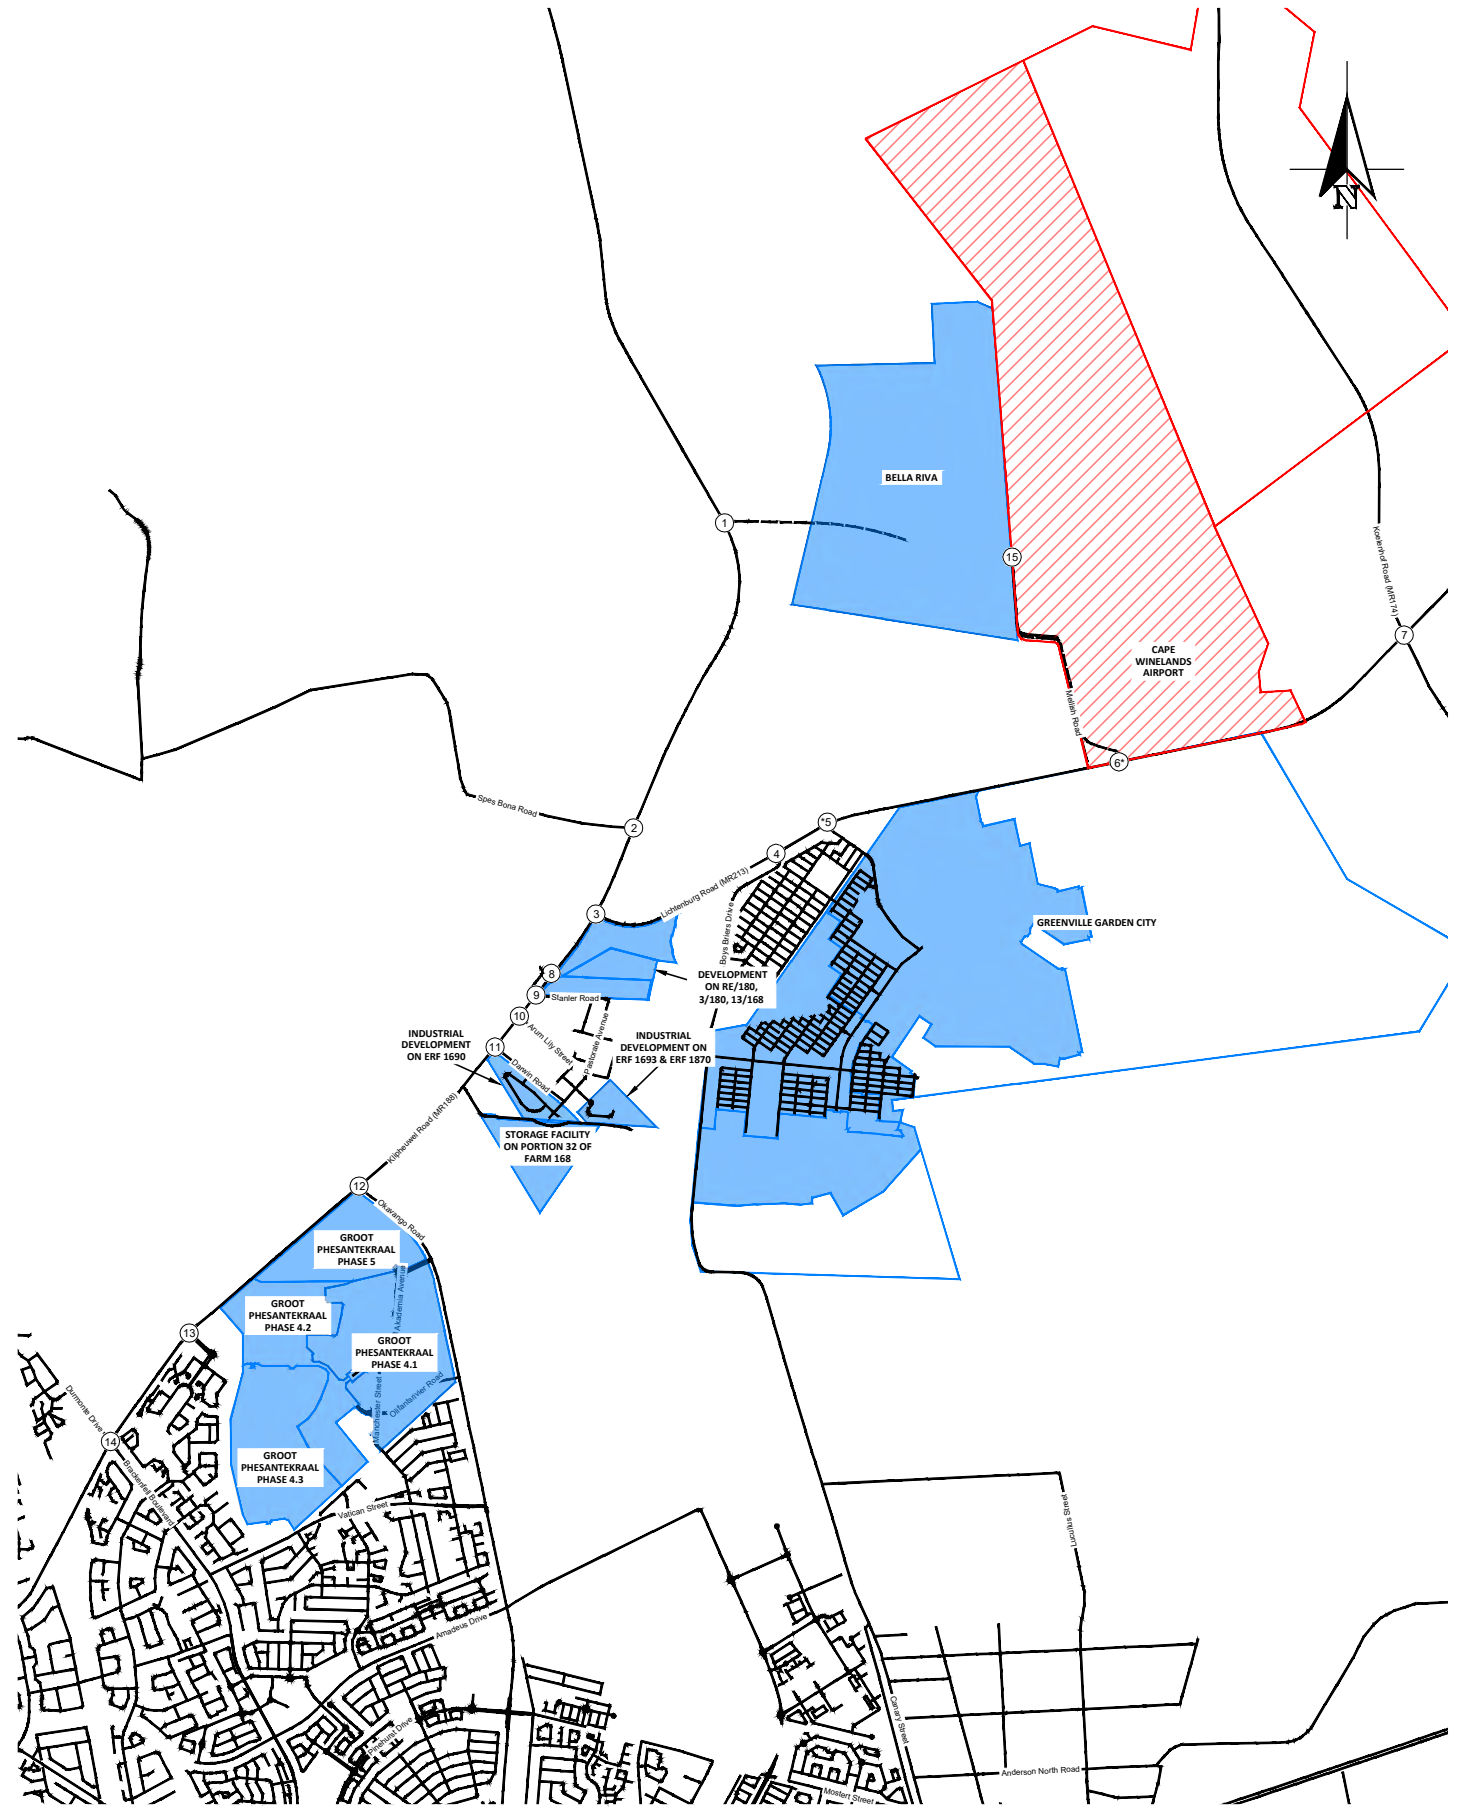 N
BELLA RIVA
1
15
Koelenhof Road (MR174)
7
CAPE
WINELANDS
AIRPORT
Mellish Road
6*
Spes Bona Road
2
*5
4
Lichtenburg Road (MR213)
3
Boys Briers Drive
GREENVILLE GARDEN CITY
8
DEVELOPMENT
ON RE/180,
3/180, 13/168
9
Stanler Road
10
Arum Lily Street
Pastorale Avenue
INDUSTRIAL
DEVELOPMENT
ON ERF 1690
INDUSTRIAL
DEVELOPMENT ON
ERF 1693 & ERF 1870
11
Darwin Road
Klipheuwel Road (MR188)
STORAGE FACILITY
ON PORTION 32 OF
FARM 168
12
Okavango Road
GROOT
PHESANTEKRAAL
PHASE 5
Akademia Avenue
GROOT
PHESANTEKRAAL
PHASE 4.2
13
GROOT
PHESANTEKRAAL
PHASE 4.1
Manchester Street
Olifantsrivier Road
Durmonte Drive
14
Brackenfell Boulevard
GROOT
PHESANTEKRAAL
PHASE 4.3
Vatican Street
Lucullus Street
Amadeus Drive
Pinehurst Drive
Canary Street
Anderson North Road
Mostert Street